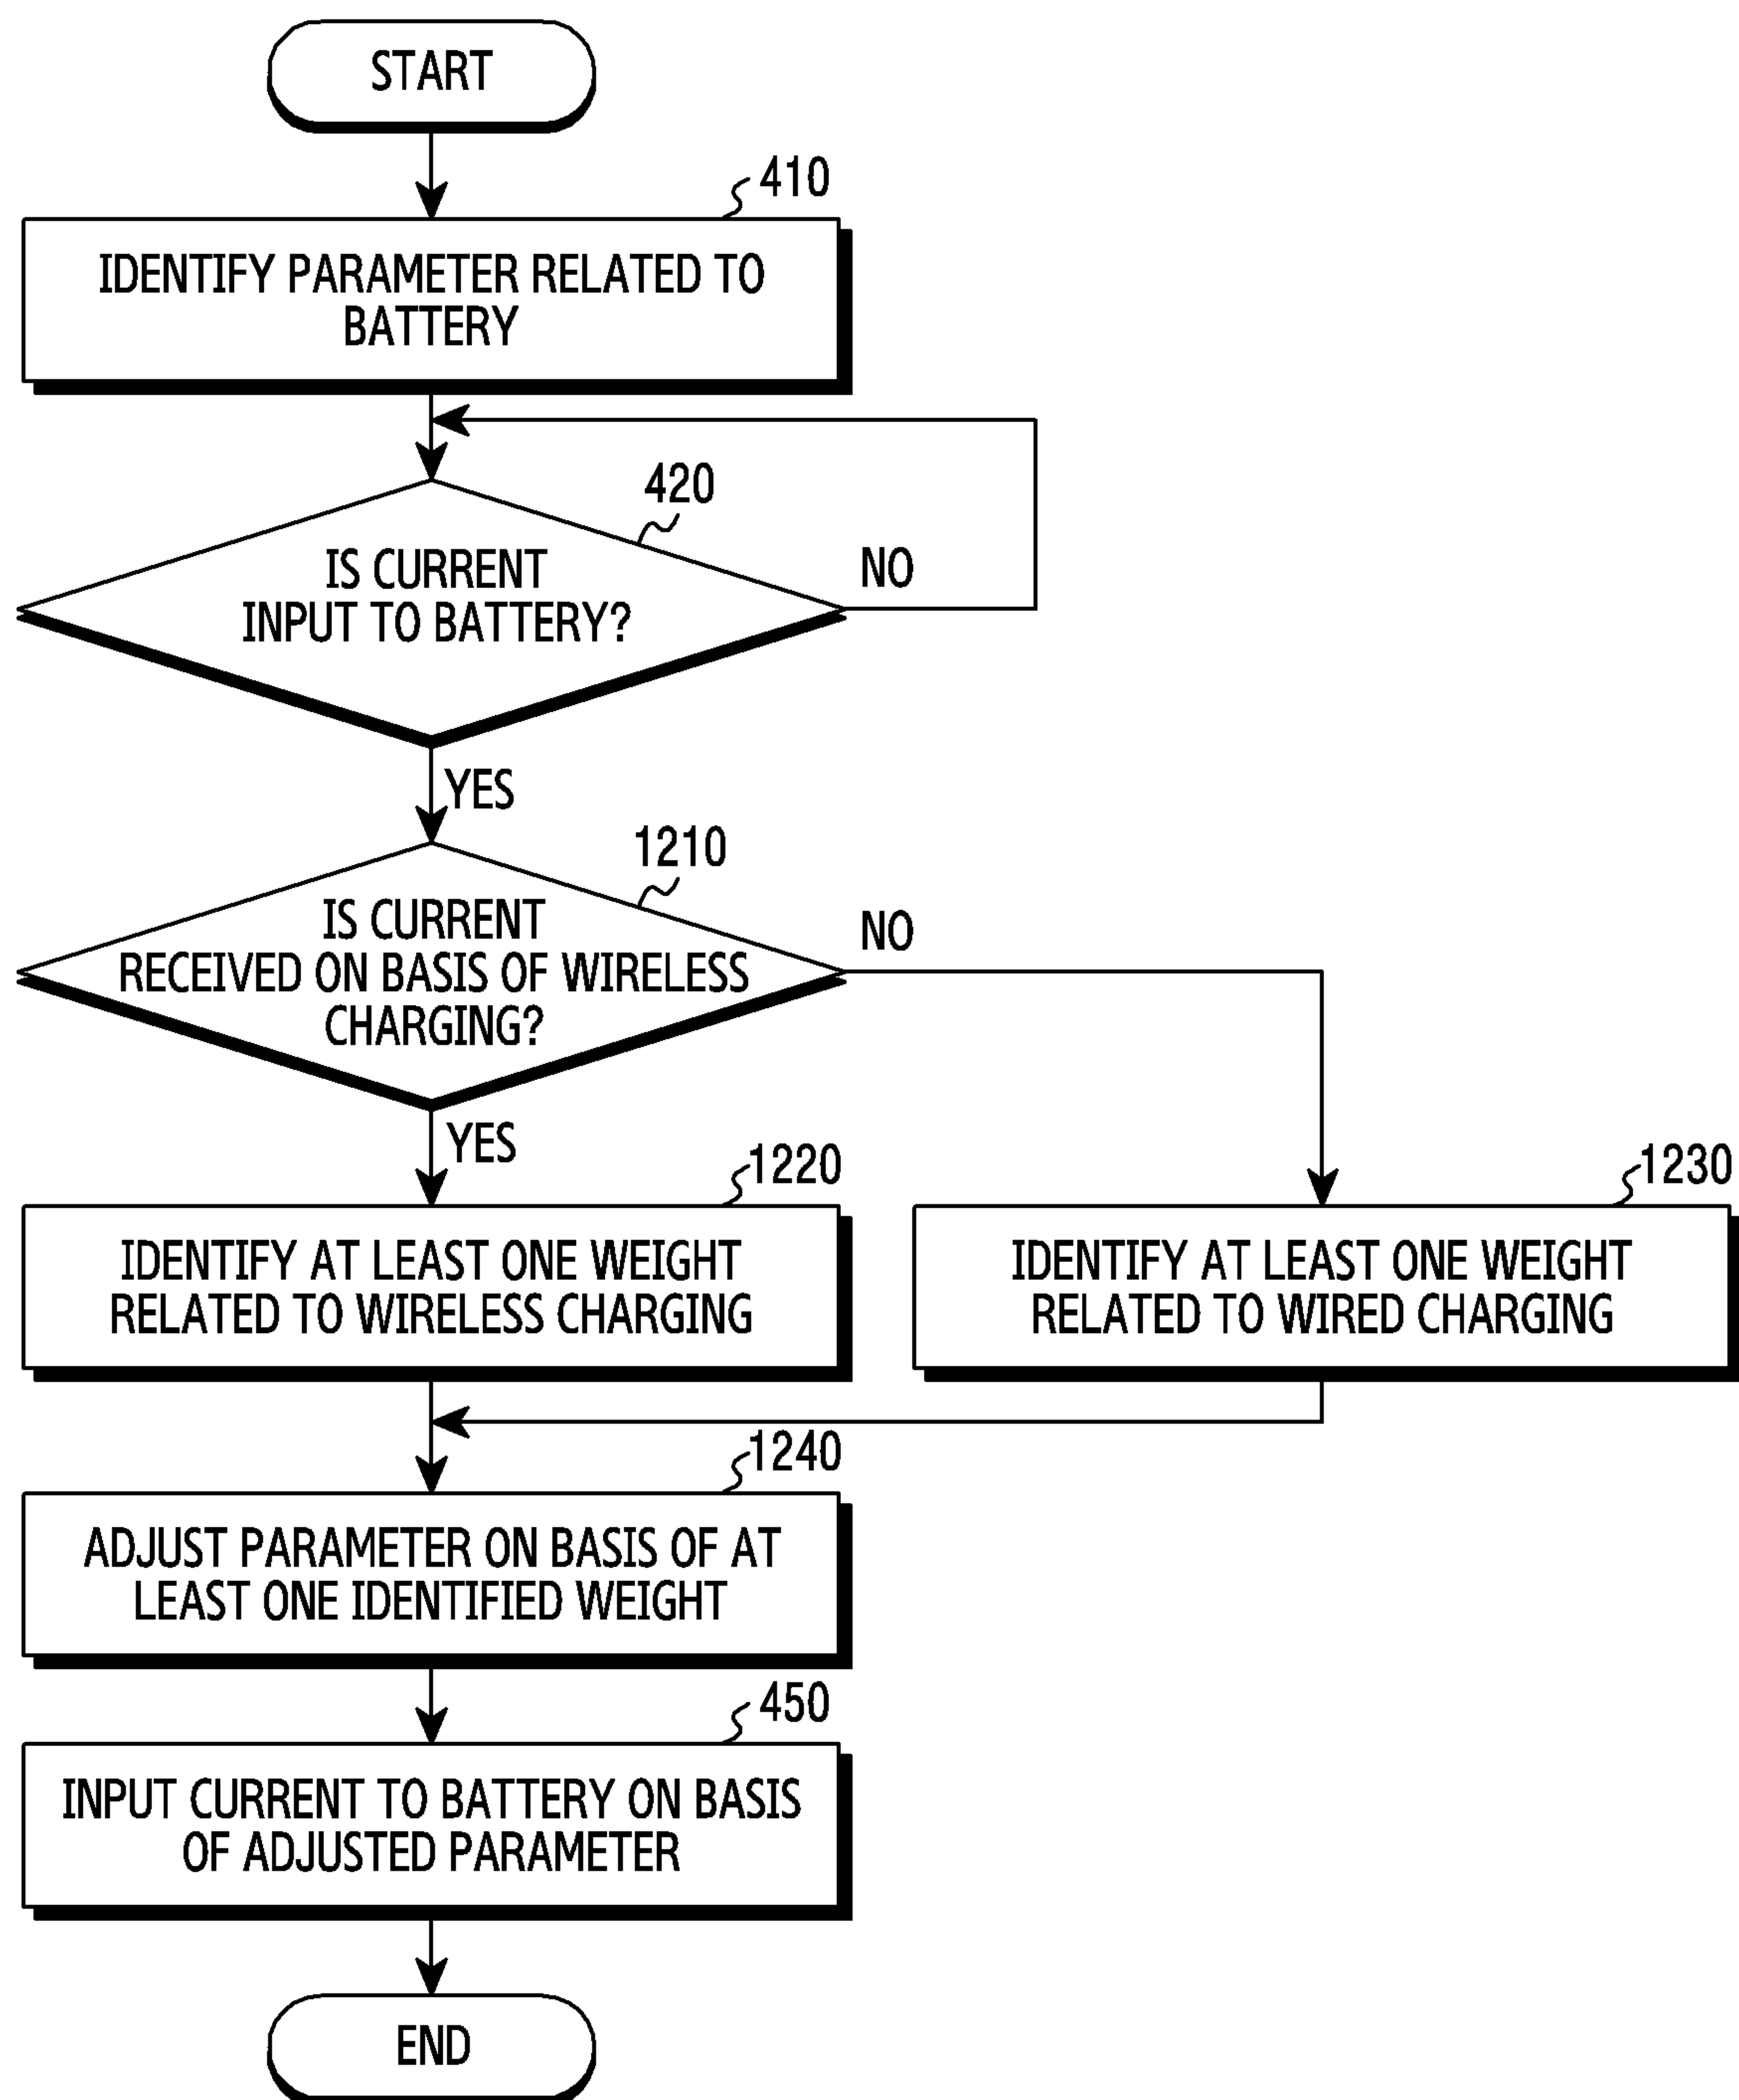 START
410
IDENTIFY PARAMETER RELATED TO
BATTERY
420
IS CURRENT
INPUT TO BATTERY?
NO
YES
1210
IS CURRENT
RECEIVED ON BASIS OF WIRELESS
CHARGING?
NO
YES
1220
IDENTIFY AT LEAST ONE WEIGHT
RELATED TO WIRELESS CHARGING
1230
IDENTIFY AT LEAST ONE WEIGHT
RELATED TO WIRED CHARGING
1240
ADJUST PARAMETER ON BASIS OF AT
LEAST ONE IDENTIFIED WEIGHT
450
INPUT CURRENT TO BATTERY ON BASIS
OF ADJUSTED PARAMETER
END